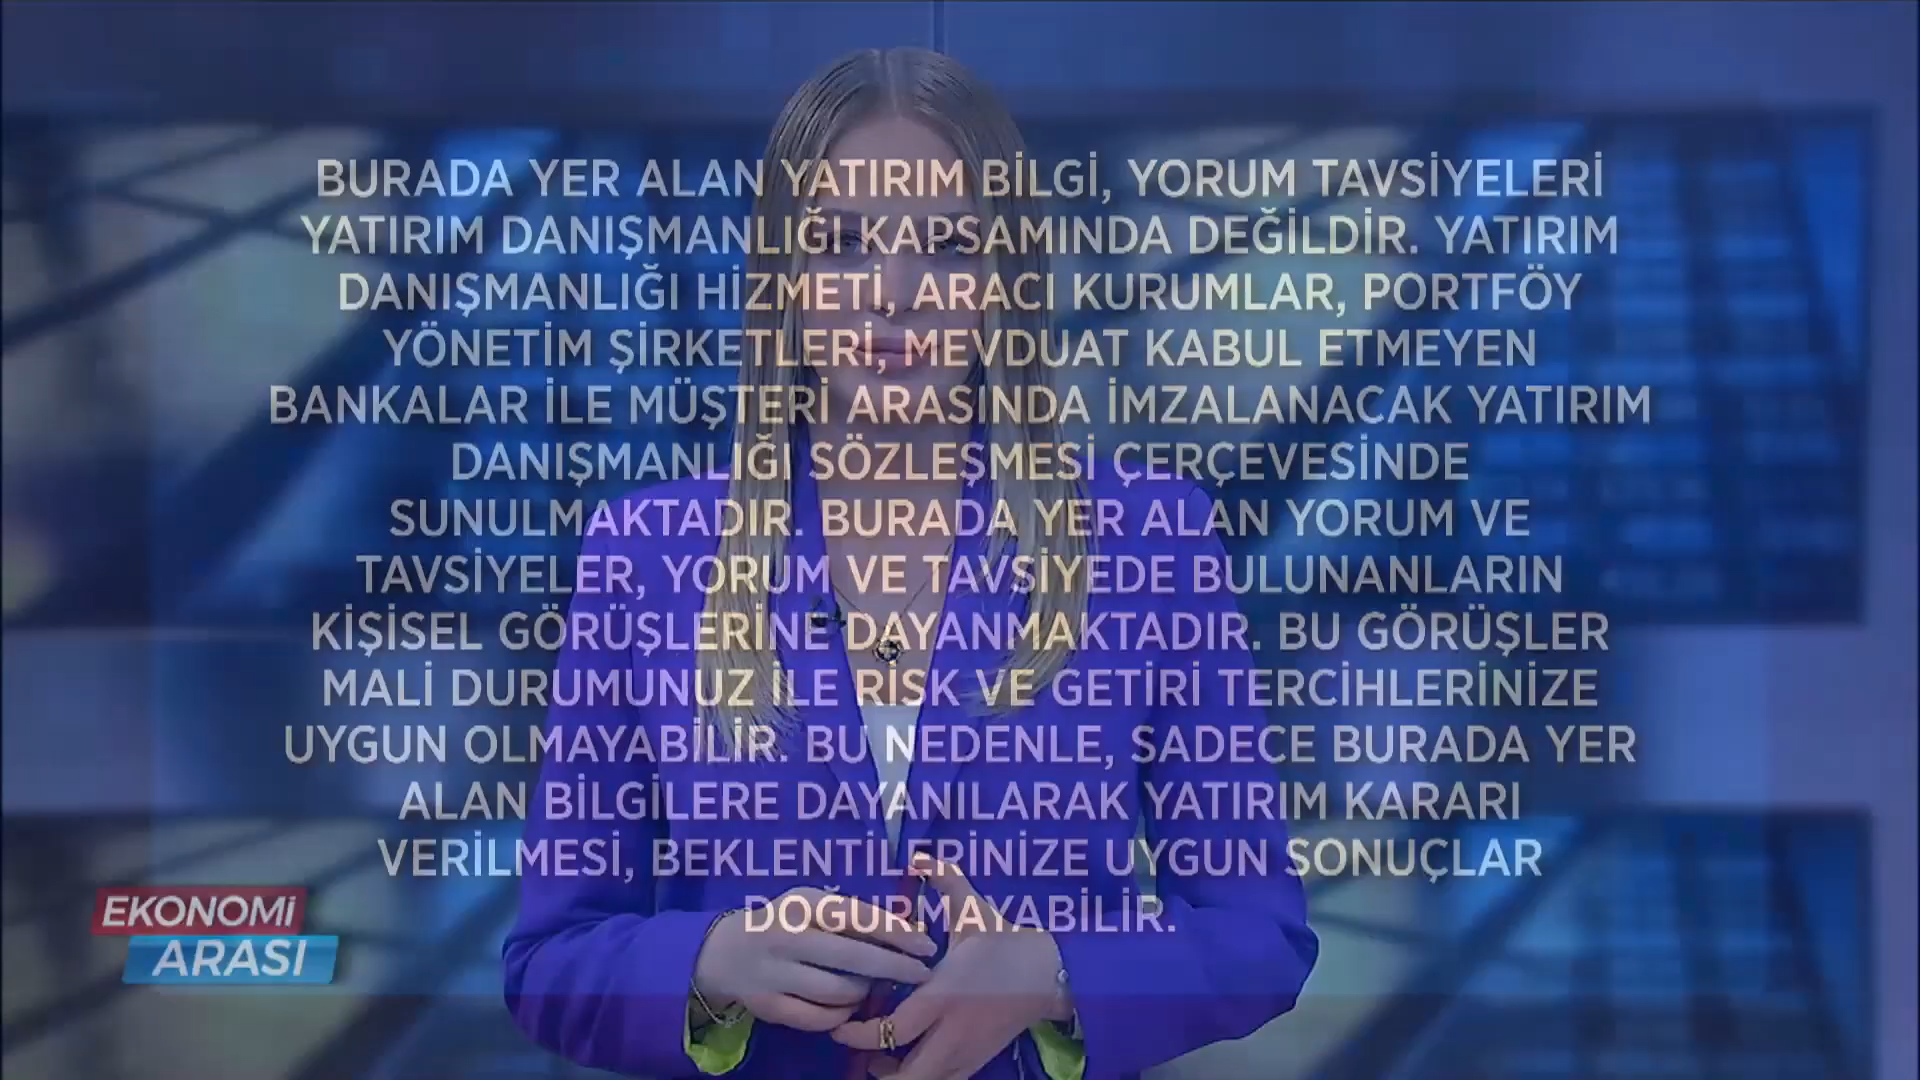 BURADA YER ALAN YATIRIM BİLGİ, YORUM TAVSİYELERİ
YATIRIM DANIŞMANLIĞI KAPSAMINDA DEĞİLDİR. YATIRIM
DANIŞMANLIĞI HİZMETİ, ARACI KURUMLAR, PORTFÖY
YÖNETİM ŞİRKETLERİ, MEVDUAT KABUL ETMEYEN
BANKALAR İLE MÜŞTERİ ARASINDA İMZALANACAK YATIRIM
DANIŞMANLIĞI SÖZLEŞMESİ ÇERÇEVESİNDE
SUNULMAKTADIR. BURADA YER ALAN YORUM VE
TAVSİYELER, YORUM VE TAVSİYEDE BULUNANLARIN
KİŞİSEL GÖRÜŞLERİNE DAYANMAKTADIR. BU GÖRÜŞLER
MALİ DURUMUNUZ İLE RİSK VE GETİRİ TERCİHLERİNİZE
UYGUN OLMAYABİLİR. BU NEDENLE, SADECE BURADA YER
ALAN BİLGİLERE DAYANILARAK YATIRIM KARARI
VERİLMESİ, BEKLENTİLERİNİZE UYGUN SONUÇLAR
DOĞURMAYABİLİR.
EKONOMİ
ARASI